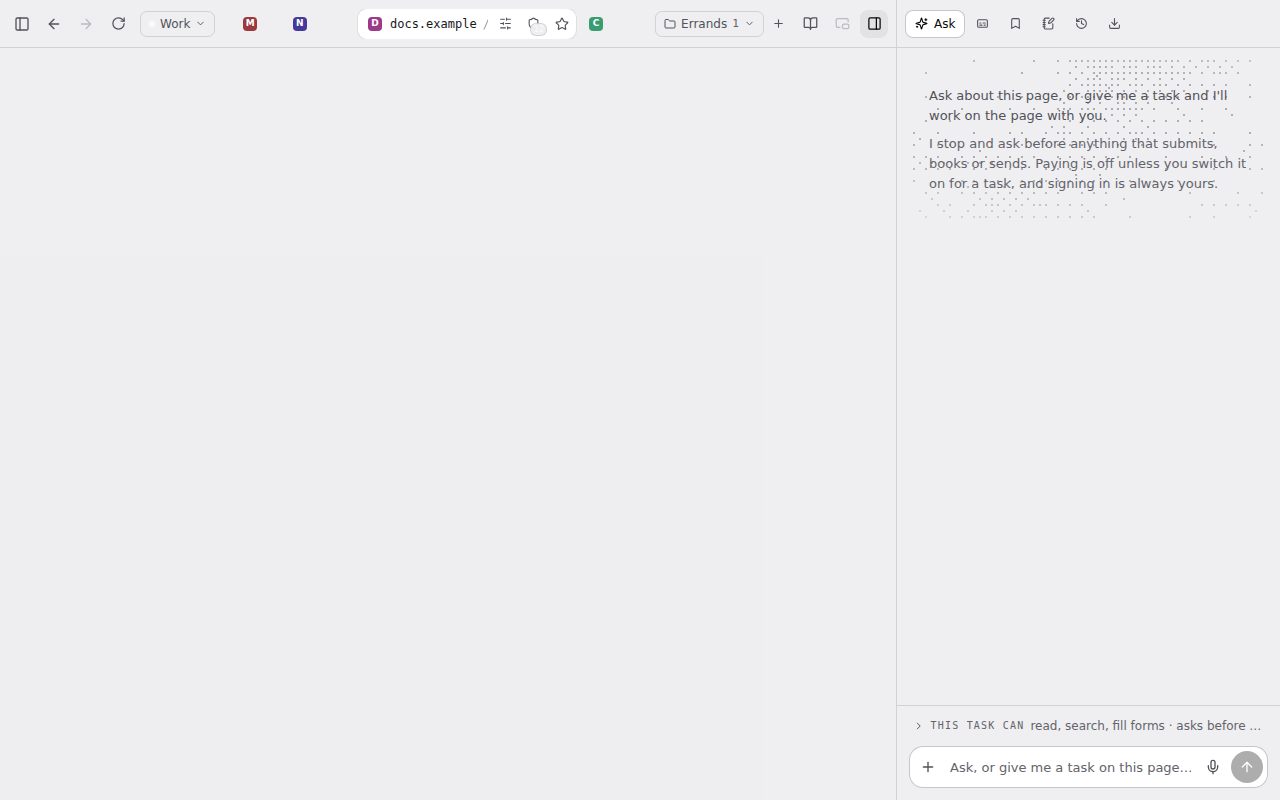 Work
M
N
D docs.example /
C
Errands 1
Ask
Ask about this page, or give me a task and I'll
work on the page with you.
I stop and ask before anything that submits,
books or sends. Paying is off unless you switch it
on for a task, and signing in is always yours.
THIS TASK CAN read, search, fill forms · asks before …
Ask, or give me a task on this page…